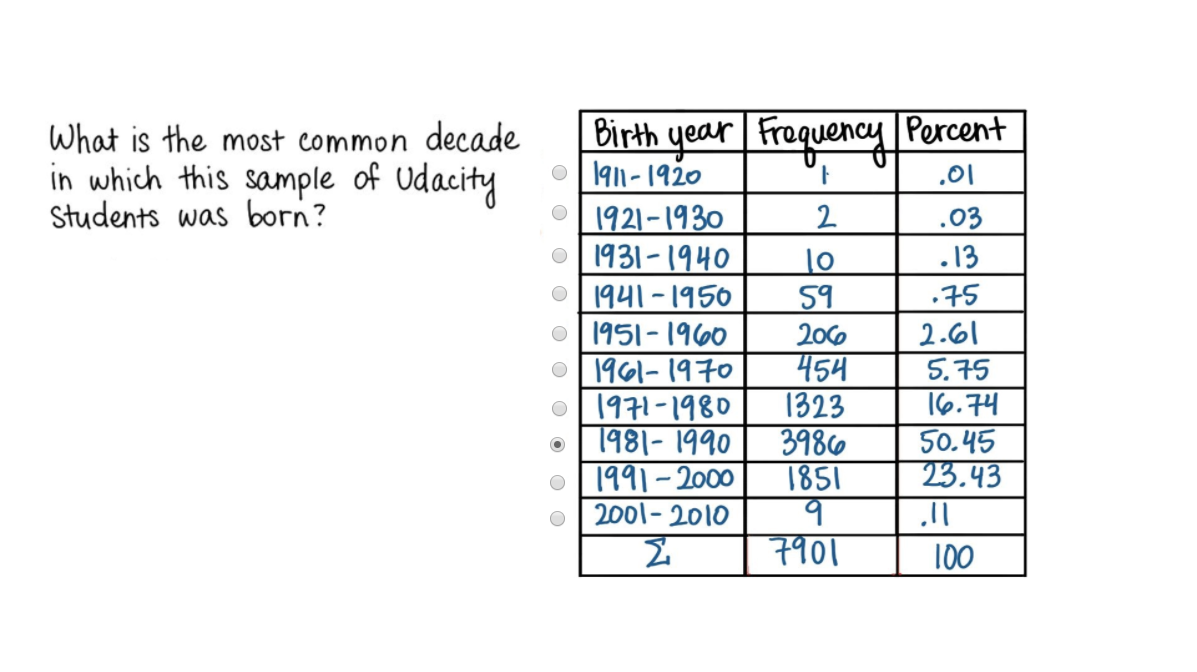 What is the most common decade
in which this sample of Udacity
Students was born?
Birth year Frequency Percent
1911-1920 1 .01
1921-1930 2 .03
1931-1940 10 .13
1941-1950 59 .75
1951-1960 206 2.61
1961-1970 454 5.75
1971-1980 1323 16.74
1981-1990 3986 50.45
1991-2000 1851 23.43
2001-2010 9 .11
Σ 7901 100